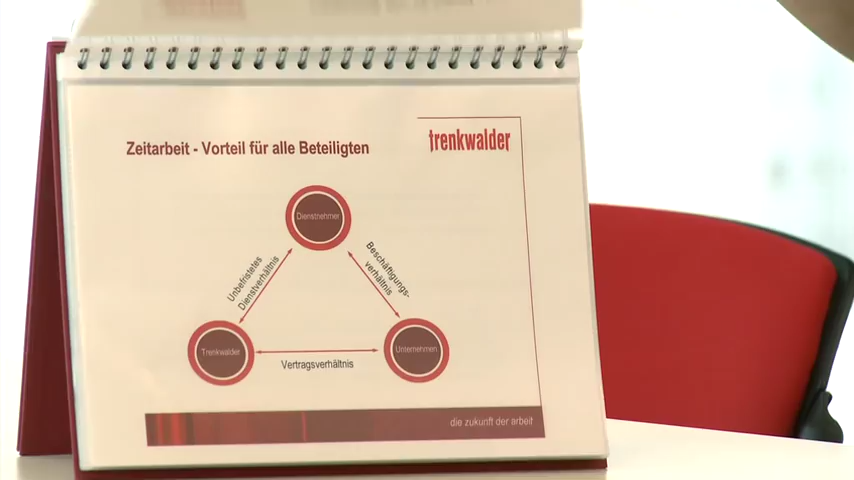 Zeitarbeit - Vorteil für alle Beteiligten
trenkwalder
Dienstnehmer
Unbefristetes
Dienstverhältnis
Beschäftigungs-
verhältnis
Trenkwalder
Unternehmen
Vertragsverhältnis
die zukunft der arbeit